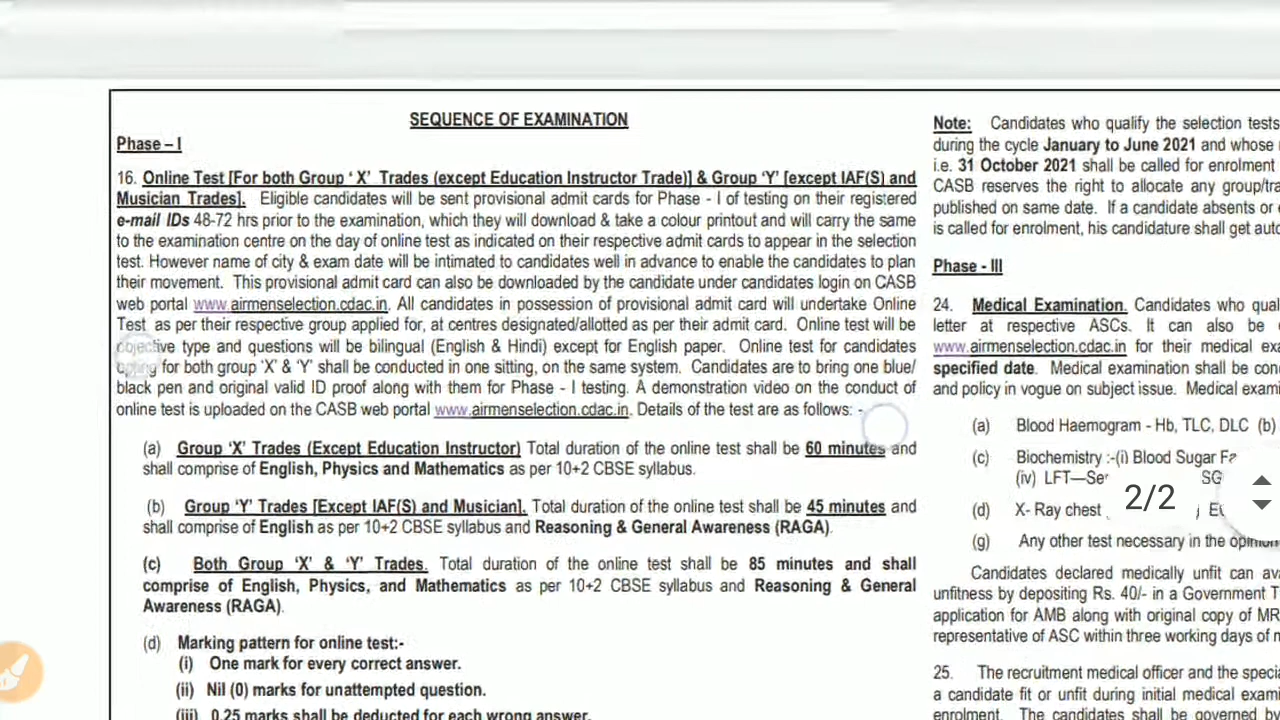 SEQUENCE OF EXAMINATION
Phase – I
16. Online Test [For both Group ‘ X’ Trades (except Education Instructor Trade)] & Group ‘Y’ [except IAF(S) and
Musician Trades]. Eligible candidates will be sent provisional admit cards for Phase - I of testing on their registered
e-mail IDs 48-72 hrs prior to the examination, which they will download & take a colour printout and will carry the same
to the examination centre on the day of online test as indicated on their respective admit cards to appear in the selection
test. However name of city & exam date will be intimated to candidates well in advance to enable the candidates to plan
their movement. This provisional admit card can also be downloaded by the candidate under candidates login on CASB
web portal www.airmenselection.cdac.in. All candidates in possession of provisional admit card will undertake Online
Test as per their respective group applied for, at centres designated/allotted as per their admit card. Online test will be
objective type and questions will be bilingual (English & Hindi) except for English paper. Online test for candidates
opting for both group ‘X’ & ‘Y’ shall be conducted in one sitting, on the same system. Candidates are to bring one blue/
black pen and original valid ID proof along with them for Phase - I testing. A demonstration video on the conduct of
online test is uploaded on the CASB web portal www.airmenselection.cdac.in. Details of the test are as follows: -
(a) Group ‘X’ Trades (Except Education Instructor) Total duration of the online test shall be 60 minutes and
shall comprise of English, Physics and Mathematics as per 10+2 CBSE syllabus.
(b) Group ‘Y’ Trades [Except IAF(S) and Musician]. Total duration of the online test shall be 45 minutes and
shall comprise of English as per 10+2 CBSE syllabus and Reasoning & General Awareness (RAGA).
(c) Both Group ‘X’ & ‘Y’ Trades. Total duration of the online test shall be 85 minutes and shall
comprise of English, Physics, and Mathematics as per 10+2 CBSE syllabus and Reasoning & General
Awareness (RAGA).
(d) Marking pattern for online test:-
(i) One mark for every correct answer.
(ii) Nil (0) marks for unattempted question.
(iii) 0.25 marks shall be deducted for each wrong answer.
Note: Candidates who qualify the selection tests
during the cycle January to June 2021 and whose
i.e. 31 October 2021 shall be called for enrolment
CASB reserves the right to allocate any group/tra
published on same date. If a candidate absents or
is called for enrolment, his candidature shall get auto
Phase - III
24. Medical Examination. Candidates who qual
letter at respective ASCs. It can also be
www.airmenselection.cdac.in for their medical exa
specified date. Medical examination shall be con
and policy in vogue on subject issue. Medical exami
(a) Blood Haemogram - Hb, TLC, DLC (b)
(c) Biochemistry :-(i) Blood Sugar Fa
(iv) LFT—Ser SG
(d) X- Ray chest
(g) Any other test necessary in the opinion
2/2
Candidates declared medically unfit can ava
unfitness by depositing Rs. 40/- in a Government T
application for AMB along with original copy of MR
representative of ASC within three working days of
25. The recruitment medical officer and the specia
a candidate fit or unfit during initial medical exami
enrolment. The candidates shall be governed by